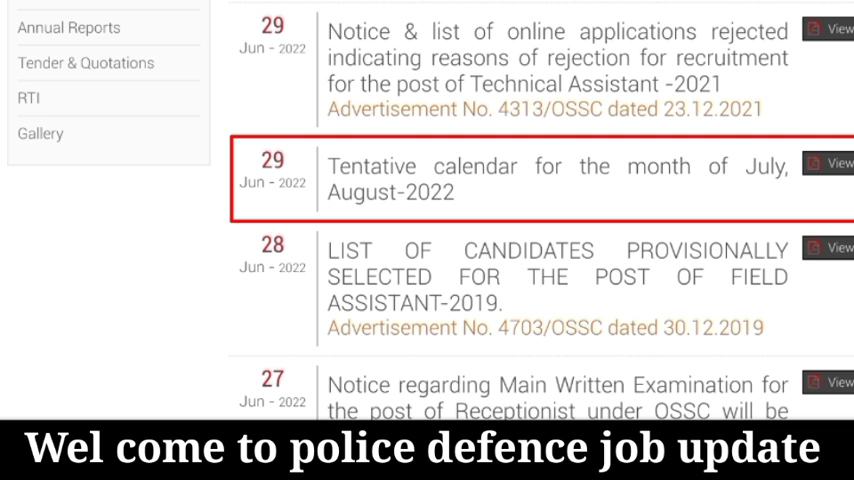 Annual Reports
Tender & Quotations
RTI
Gallery
29
Jun - 2022
Notice & list of online applications rejected
indicating reasons of rejection for recruitment
for the post of Technical Assistant -2021
Advertisement No. 4313/OSSC dated 23.12.2021
View
29
Jun - 2022
Tentative calendar for the month of July,
August-2022
View
28
Jun - 2022
LIST OF CANDIDATES PROVISIONALLY
SELECTED FOR THE POST OF FIELD
ASSISTANT-2019.
Advertisement No. 4703/OSSC dated 30.12.2019
View
27
Jun - 2022
Notice regarding Main Written Examination for
the post of Receptionist under OSSC will be
View
Wel come to police defence job update